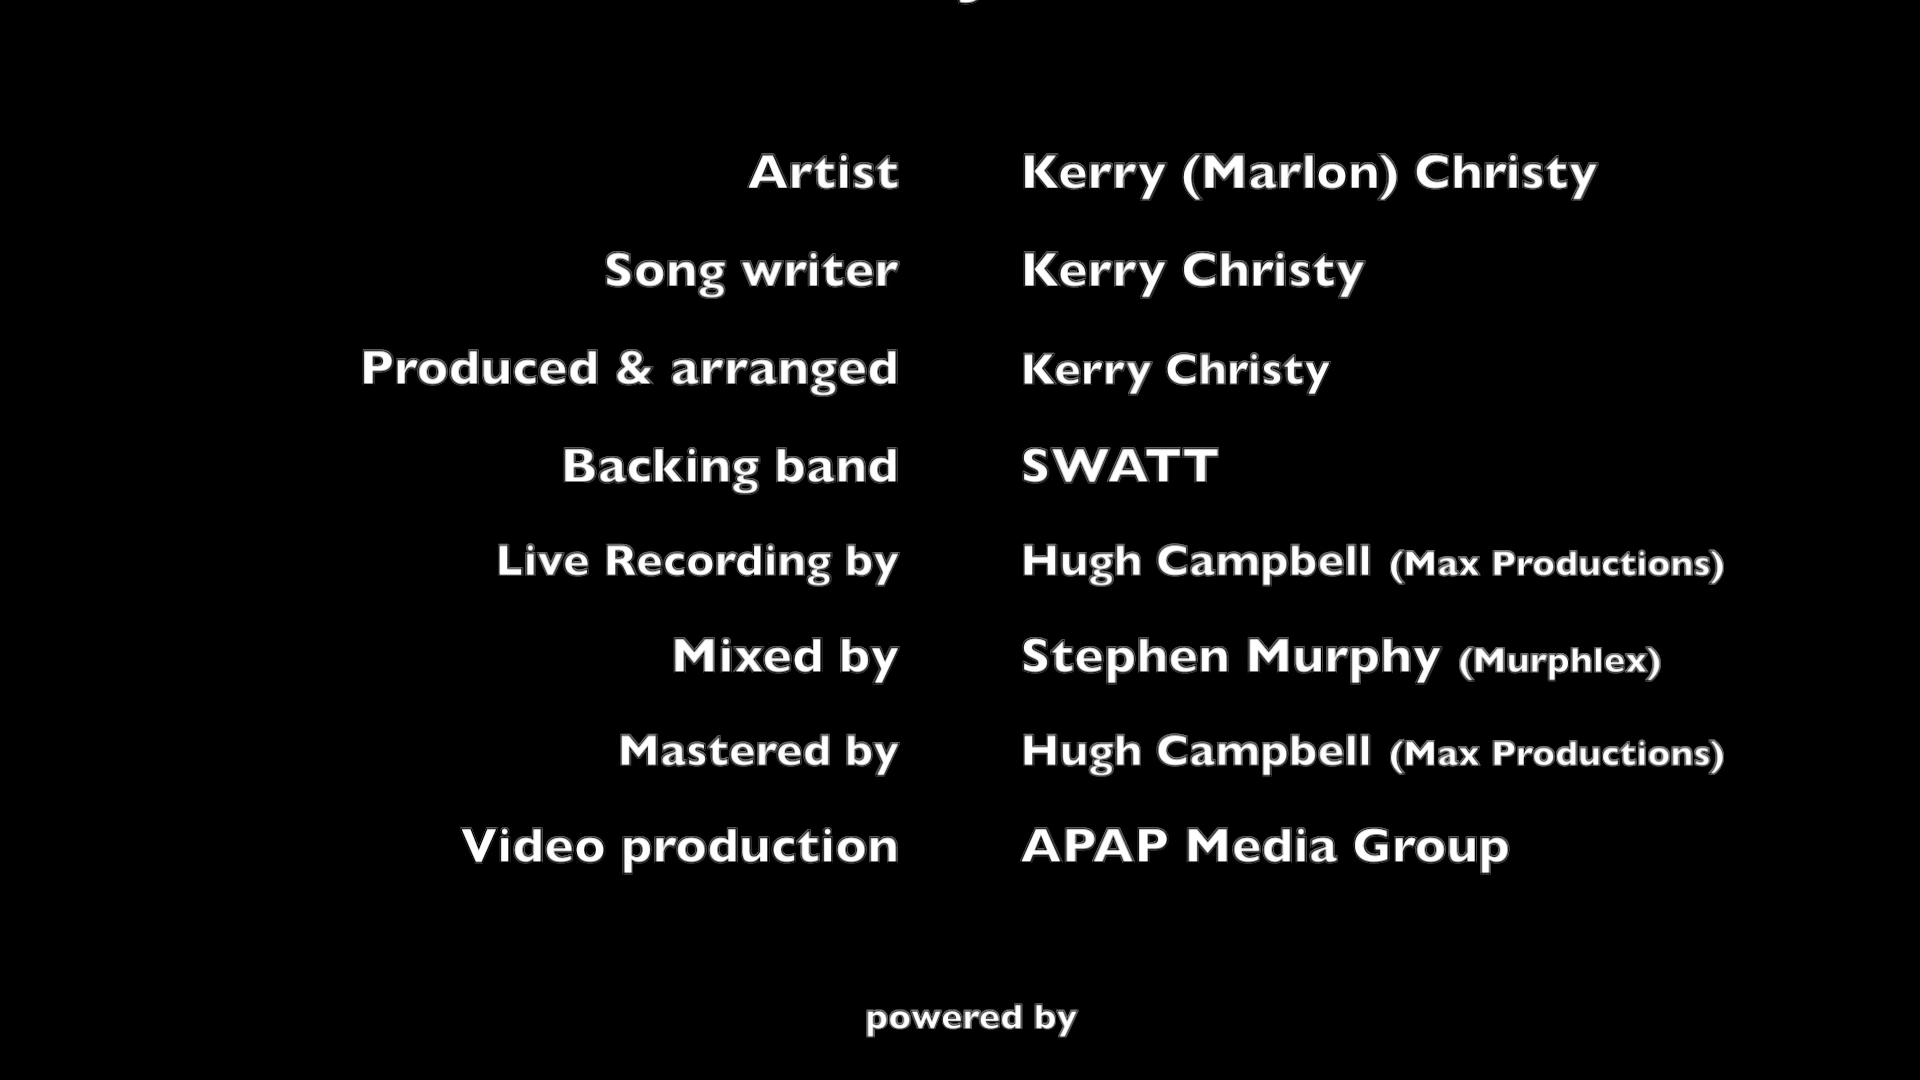 Artist Kerry (Marlon) Christy
Song writer Kerry Christy
Produced & arranged Kerry Christy
Backing band SWATT
Live Recording by Hugh Campbell (Max Productions)
Mixed by Stephen Murphy (Murphlex)
Mastered by Hugh Campbell (Max Productions)
Video production APAP Media Group
powered by